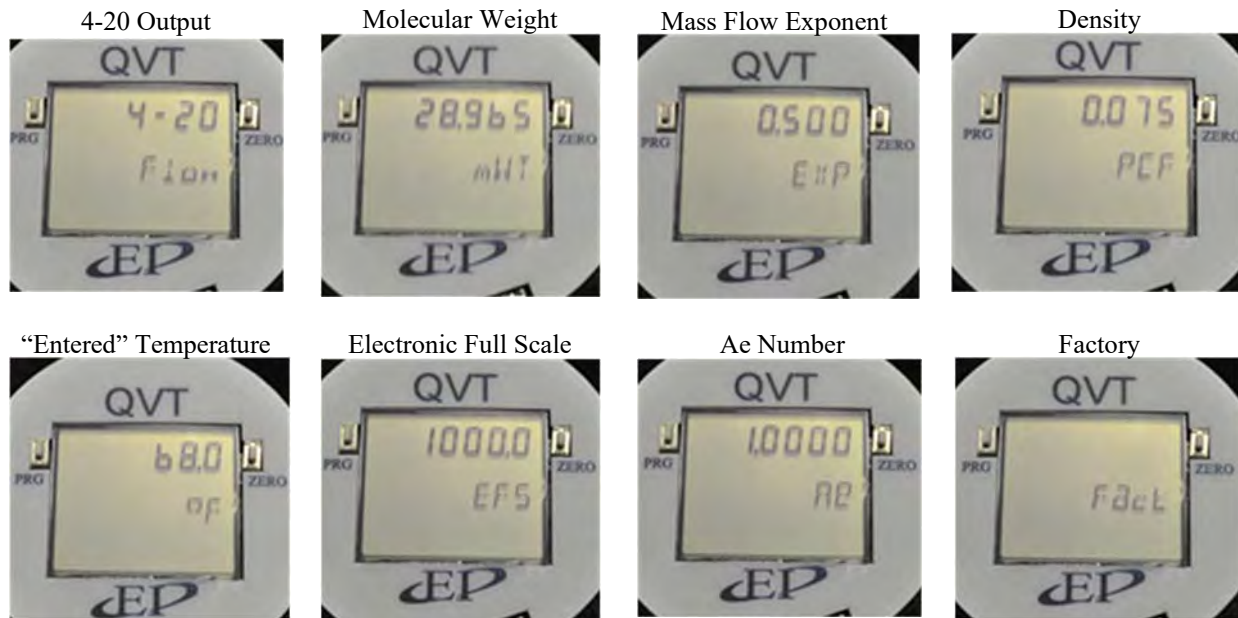 4-20 Output
QVT
4-20
PRG
ZERO
Flow
EP
Molecular Weight
QVT
28.965
PRG
ZERO
MWT
EP
Mass Flow Exponent
QVT
0.500
PRG
ZERO
EXP
EP
Density
QVT
0.075
PRG
ZERO
PCF
EP
“Entered” Temperature
QVT
68.0
PRG
ZERO
°F
EP
Electronic Full Scale
QVT
1000.0
PRG
ZERO
EFS
EP
Ae Number
QVT
1.0000
PRG
ZERO
Ae
EP
Factory
QVT
PRG
ZERO
Fact
EP